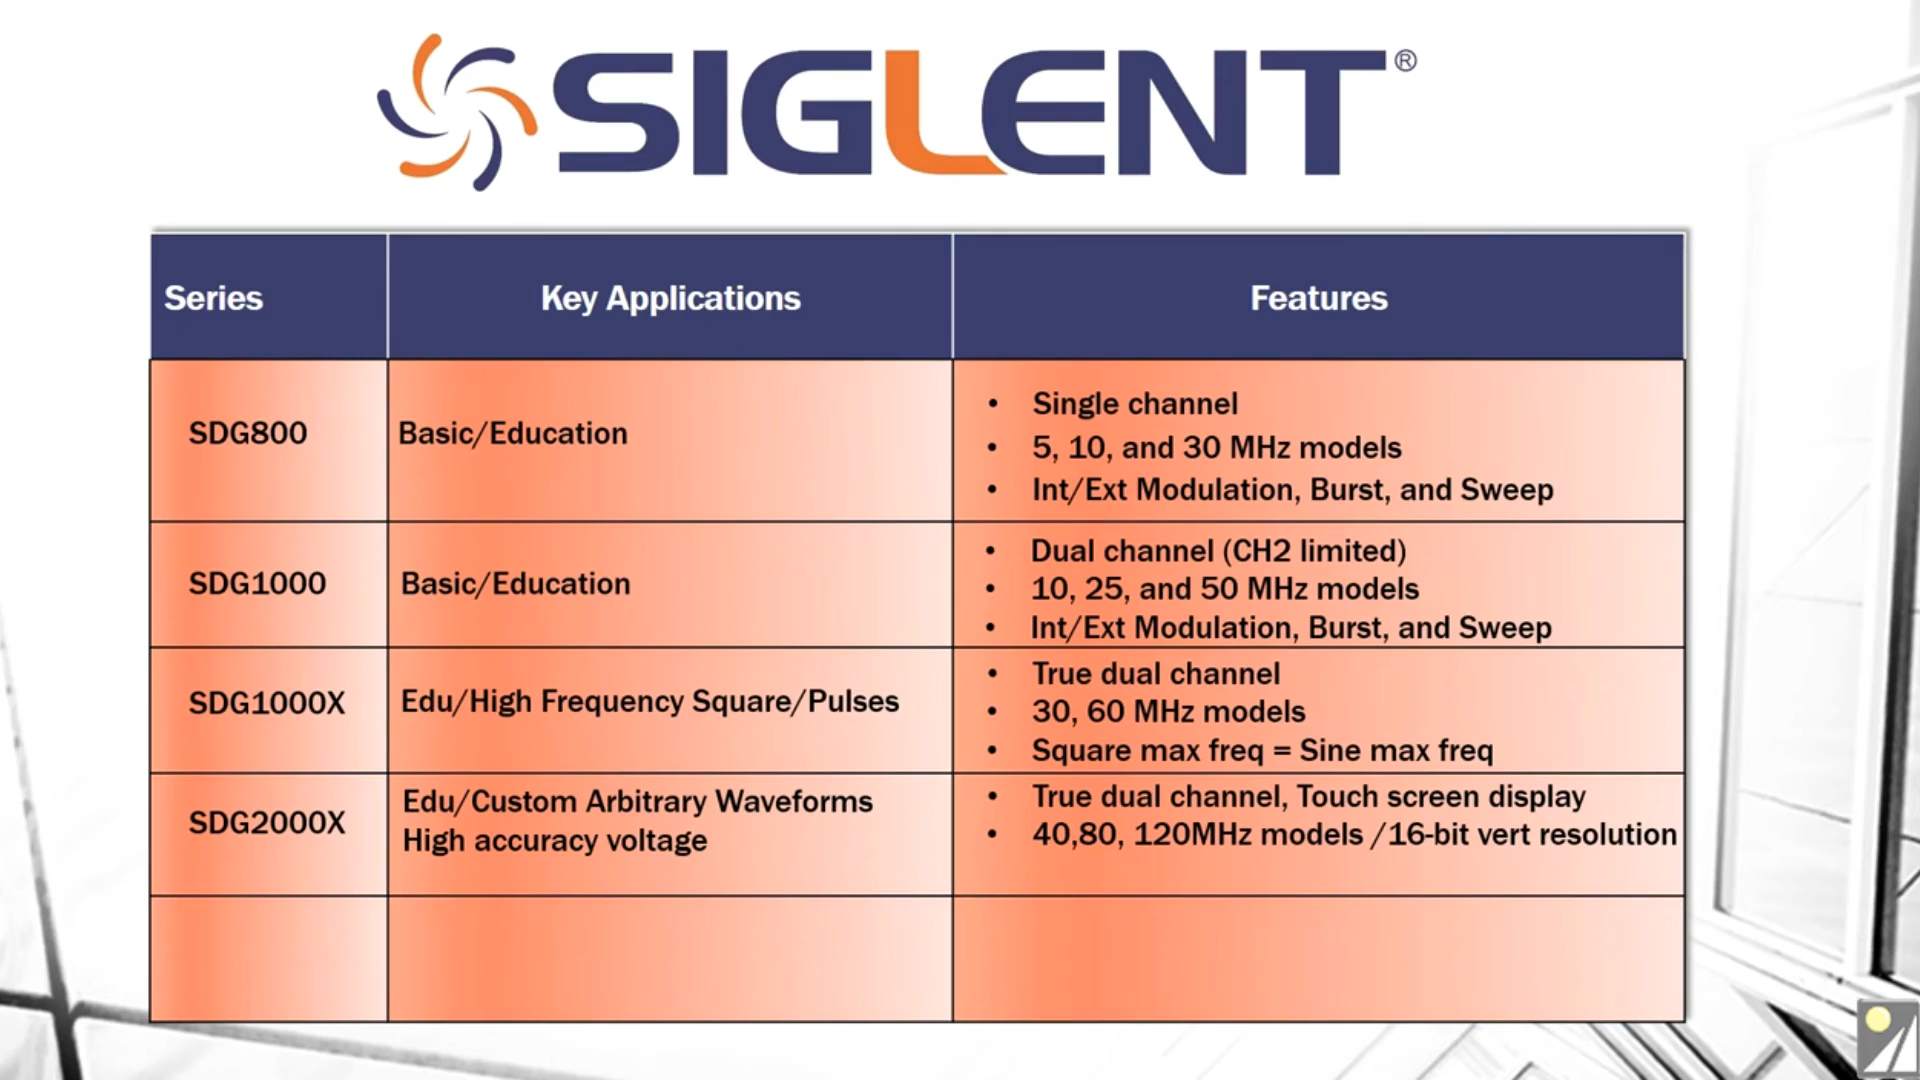 SIGLENT®
Series
Key Applications
Features
SDG800
Basic/Education
• Single channel
• 5, 10, and 30 MHz models
• Int/Ext Modulation, Burst, and Sweep
SDG1000
Basic/Education
• Dual channel (CH2 limited)
• 10, 25, and 50 MHz models
• Int/Ext Modulation, Burst, and Sweep
SDG1000X
Edu/High Frequency Square/Pulses
• True dual channel
• 30, 60 MHz models
• Square max freq = Sine max freq
SDG2000X
Edu/Custom Arbitrary Waveforms
High accuracy voltage
• True dual channel, Touch screen display
• 40,80, 120MHz models /16-bit vert resolution